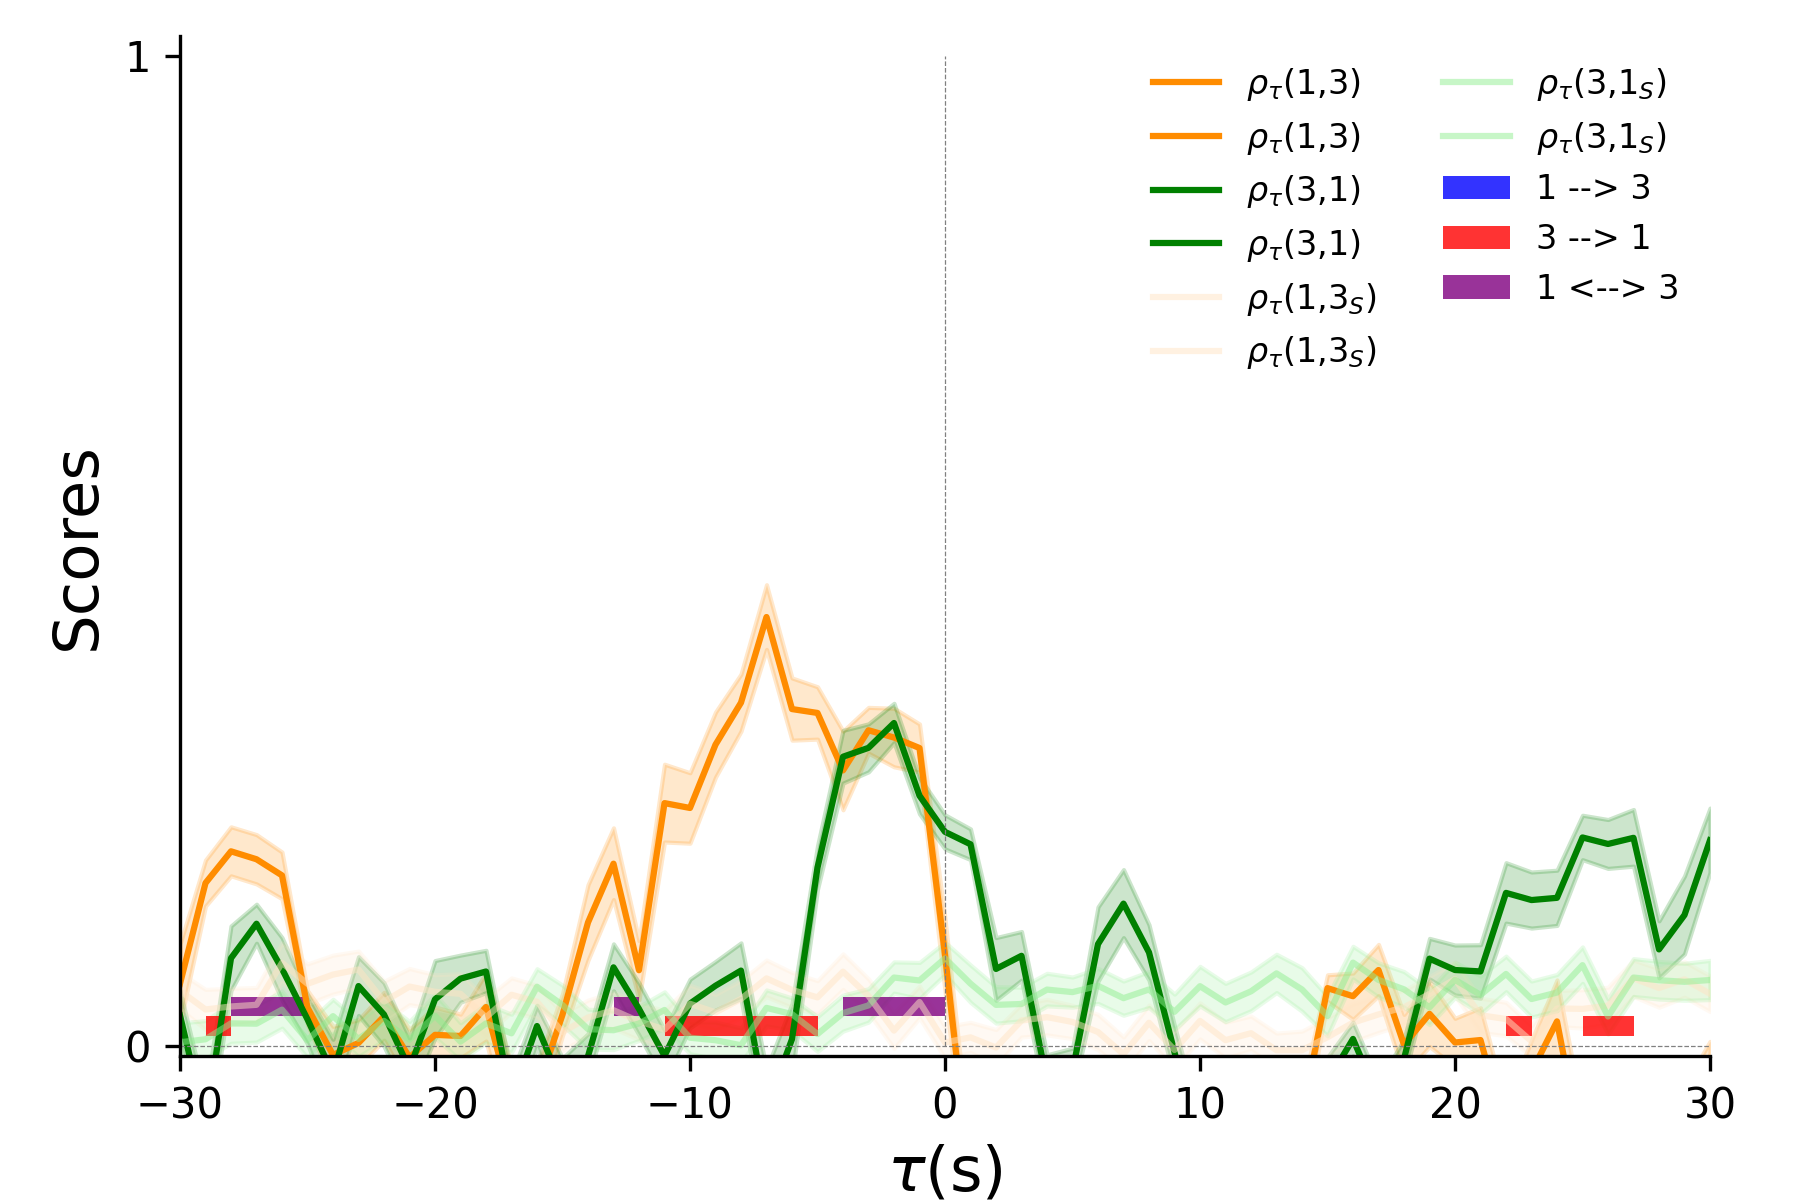 Scores
1
0
ρτ(1,3)
ρτ(1,3)
ρτ(3,1)
ρτ(3,1)
ρτ(1,3S)
ρτ(1,3S)
ρτ(3,1S)
ρτ(3,1S)
1 --> 3
3 --> 1
1 <--> 3
−30 −20 −10 0 10 20 30
τ(s)